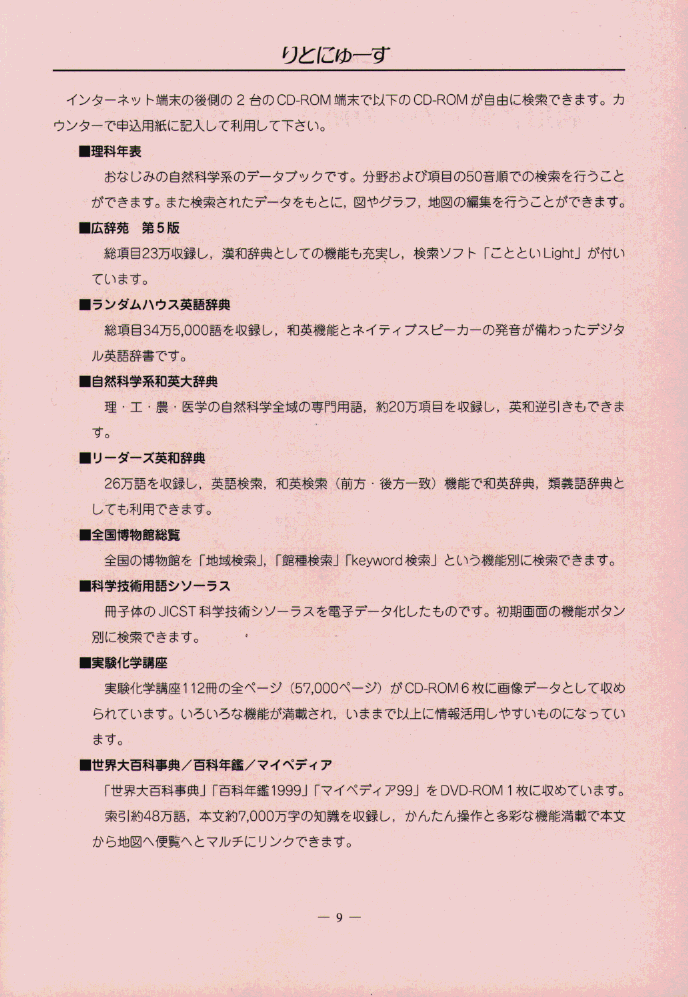 りとにゅーす
インターネット端末の後側の2台のCD-ROM端末で以下のCD-ROMが自由に検索できます。カ
ウンターで申込用紙に記入して利用して下さい。
■理科年表
おなじみの自然科学系のデータブックです。分野および項目の50音順での検索を行うこと
ができます。また検索されたデータをもとに，図やグラフ，地図の編集を行うことができます。
■広辞苑　第5版
総項目23万収録し，漢和辞典としての機能も充実し，検索ソフト「ことといLight」が付い
ています。
■ランダムハウス英語辞典
総項目34万5,000語を収録し，和英機能とネイティブスピーカーの発音が備わったデジタ
ル英語辞書です。
■自然科学系和英大辞典
理・工・農・医学の自然科学全域の専門用語，約20万項目を収録し，英和逆引きもできま
す。
■リーダーズ英和辞典
26万語を収録し，英語検索，和英検索（前方・後方一致）機能で和英辞典，類義語辞典と
しても利用できます。
■全国博物館総覧
全国の博物館を「地域検索」，「館種検索」「keyword検索」という機能別に検索できます。
■科学技術用語シソーラス
冊子体のJICST科学技術シソーラスを電子データ化したものです。初期画面の機能ボタン
別に検索できます。
■実験化学講座
実験化学講座112冊の全ページ（57,000ページ）がCD-ROM6枚に画像データとして収め
られています。いろいろな機能が満載され，いままで以上に情報活用しやすいものになってい
ます。
■世界大百科事典／百科年鑑／マイペディア
「世界大百科事典」「百科年鑑1999」「マイペディア99」をDVD-ROM1枚に収めています。
索引約48万語，本文約7,000万字の知識を収録し，かんたん操作と多彩な機能満載で本文
から地図へ便覧へとマルチにリンクできます。
— 9 —